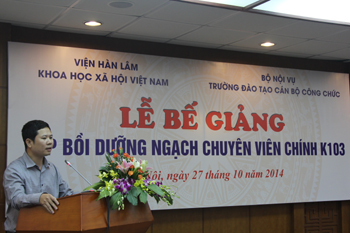 VIỆN HÀN LÂM
KHOA HỌC XÃ HỘI VIỆT NAM
BỘ NỘI VỤ
TRƯỜNG ĐÀO TẠO CÁN BỘ CÔNG CHỨC
LỄ BẾ GIẢNG
P BỒI DƯỠNG NGẠCH CHUYÊN VIÊN CHÍNH K103
Nội, ngày 27 tháng 10 năm 2014